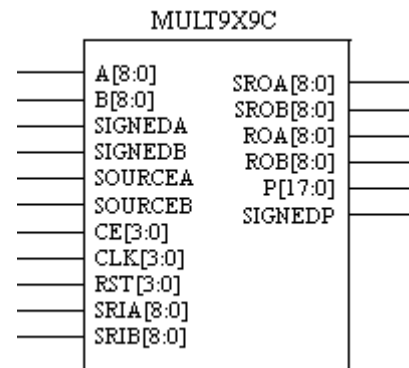 MULT9X9C
A[8:0]
B[8:0]
SIGNEDA
SIGNEDB
SOURCEA
SOURCEB
CE[3:0]
CLK[3:0]
RST[3:0]
SRIA[8:0]
SRIB[8:0]
SROA[8:0]
SROB[8:0]
ROA[8:0]
ROB[8:0]
P[17:0]
SIGNEDP